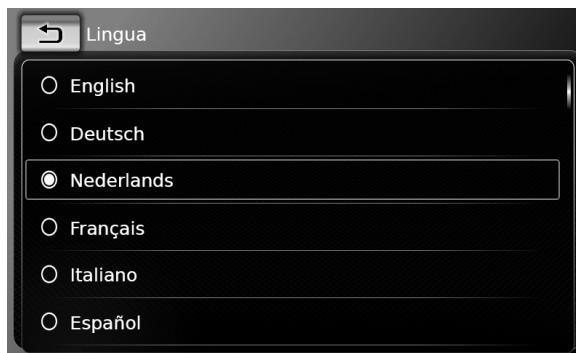 Lingua
English
Deutsch
Nederlands
Français
Italiano
Español